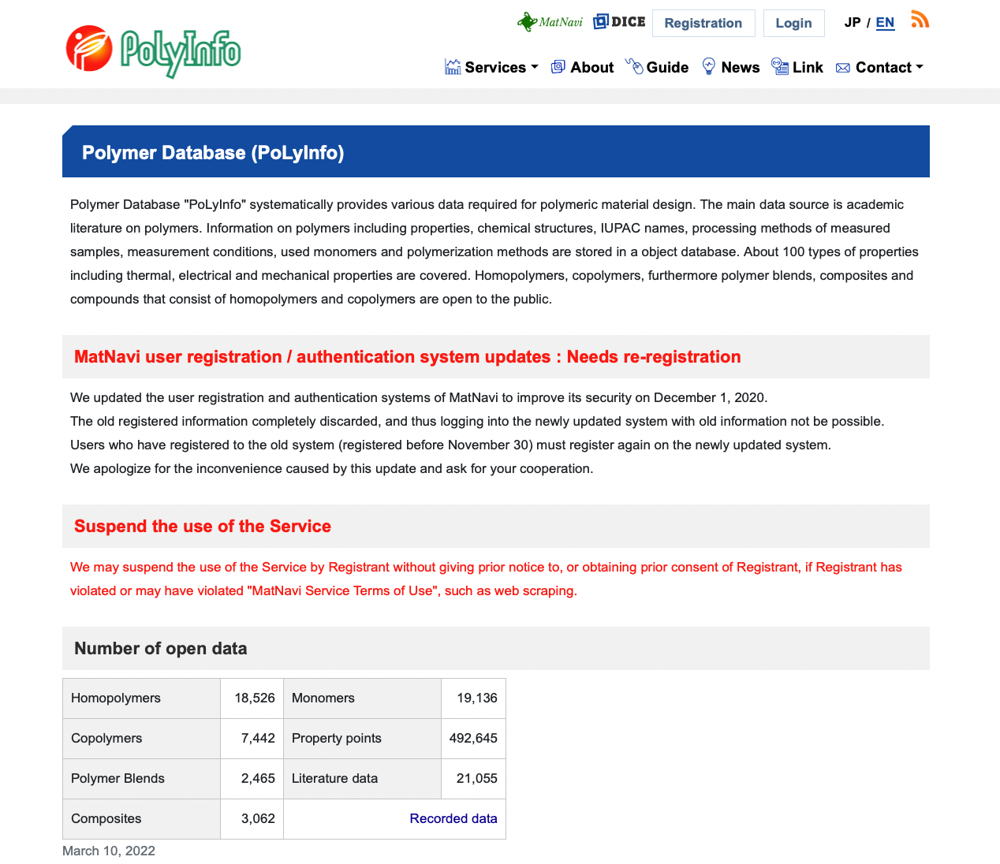 MatNavi DICE Registration Login JP / EN
PoLyInfo
Services About Guide News Link Contact
Polymer Database (PoLyInfo)
Polymer Database "PoLyInfo" systematically provides various data required for polymeric material design. The main data source is academic
literature on polymers. Information on polymers including properties, chemical structures, IUPAC names, processing methods of measured
samples, measurement conditions, used monomers and polymerization methods are stored in a object database. About 100 types of properties
including thermal, electrical and mechanical properties are covered. Homopolymers, copolymers, furthermore polymer blends, composites and
compounds that consist of homopolymers and copolymers are open to the public.
MatNavi user registration / authentication system updates : Needs re-registration
We updated the user registration and authentication systems of MatNavi to improve its security on December 1, 2020.
The old registered information completely discarded, and thus logging into the newly updated system with old information not be possible.
Users who have registered to the old system (registered before November 30) must register again on the newly updated system.
We apologize for the inconvenience caused by this update and ask for your cooperation.
Suspend the use of the Service
We may suspend the use of the Service by Registrant without giving prior notice to, or obtaining prior consent of Registrant, if Registrant has
violated or may have violated "MatNavi Service Terms of Use", such as web scraping.
Number of open data
Homopolymers 18,526 Monomers 19,136
Copolymers 7,442 Property points 492,645
Polymer Blends 2,465 Literature data 21,055
Composites 3,062 Recorded data
March 10, 2022